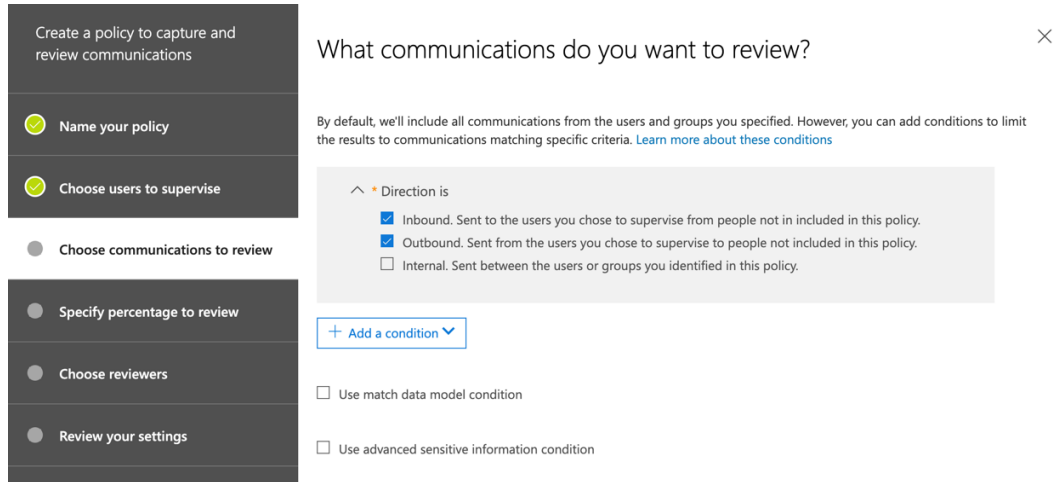 Create a policy to capture and
review communications
Name your policy
Choose users to supervise
Choose communications to review
Specify percentage to review
Choose reviewers
Review your settings
What communications do you want to review?
By default, we'll include all communications from the users and groups you specified. However, you can add conditions to limit
the results to communications matching specific criteria. Learn more about these conditions
* Direction is
Inbound. Sent to the users you chose to supervise from people not in included in this policy.
Outbound. Sent from the users you chose to supervise to people not included in this policy.
Internal. Sent between the users or groups you identified in this policy.
+ Add a condition
Use match data model condition
Use advanced sensitive information condition